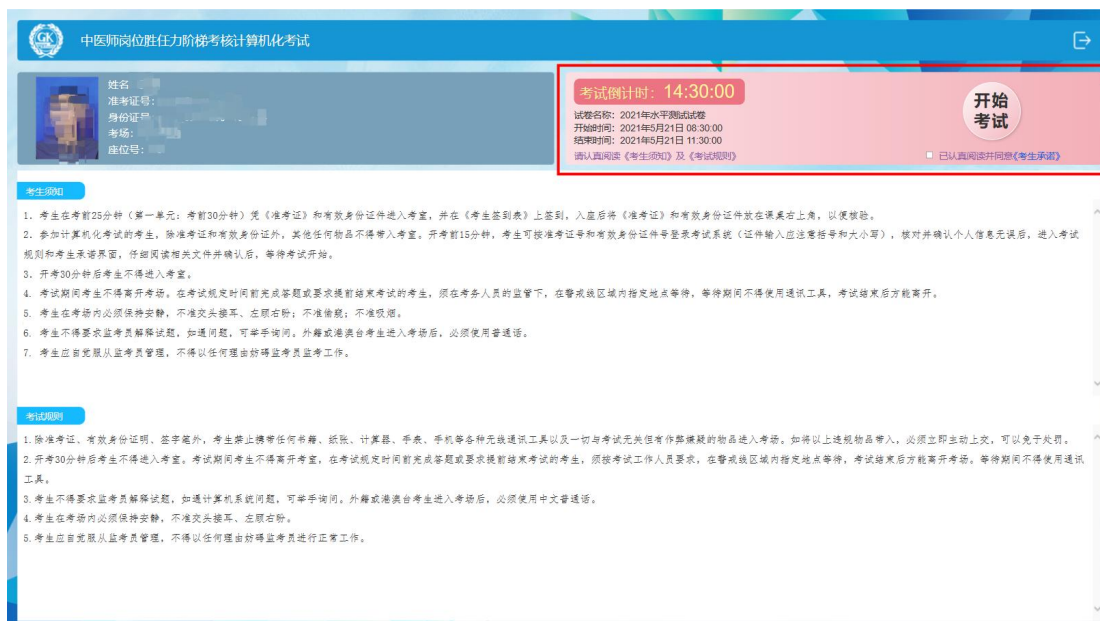 GK
中医师岗位胜任力阶梯考核计算机化考试
姓名
准考证号：
身份证号
考场：
座位号：
考试倒计时：14:30:00
试卷名称：2021年水平测试试卷
开始时间：2021年5月21日 08:30:00
结束时间：2021年5月21日 11:30:00
请认真阅读《考生须知》及《考试规则》
开始
考试
已认真阅读并同意《考生承诺》
考生须知
1、考生在考前25分钟（第一单元：考前30分钟）凭《准考证》和有效身份证件进入考室，并在《考生签到表》上签到，入座后将《准考证》和有效身份证件放在课桌右上角，以便核验。
2、参加计算机化考试的考生，除准考证和有效身份证外，其他任何物品不得带入考室。开考前15分钟，考生可按准考证号和有效身份证件号登录考试系统（证件输入应注意括号和大小写），核对并确认个人信息无误后，进入考试
规则和考生承诺界面，仔细阅读相关文件并确认后，等待考试开始。
3、开考30分钟后考生不得进入考室。
4、考试期间考生不得离开考场。在考试规定时间前完成答题或要求提前结束考试的考生，须在考务人员的监管下，在警戒线区域内指定地点等待，等待期间不得使用通讯工具，考试结束后方能离开。
5、考生在考场内必须保持安静，不准交头接耳、左顾右盼；不准偷窥；不准吸烟。
6、考生不得要求监考员解释试题，如遇问题，可举手询问。外籍或港澳台考生进入考场后，必须使用普通话。
7、考生应自觉服从监考员管理，不得以任何理由妨碍监考员监考工作。
考试规则
1.除准考证、有效身份证明、签字笔外，考生禁止携带任何书籍、纸张、计算器、手表、手机等各种无线通讯工具以及一切与考试无关但有作弊嫌疑的物品进入考场。如将以上违规物品带入，必须立即主动上交，可以免于处罚。
2.开考30分钟后考生不得进入考室。考试期间考生不得离开考室，在考试规定时间前完成答题或要求提前结束考试的考生，须按考试工作人员要求，在警戒线区域内指定地点等待，考试结束后方能离开考场。等待期间不得使用通讯
工具。
3.考生不得要求监考员解释试题，如遇计算机系统问题，可举手询问。外籍或港澳台考生进入考场后，必须使用中文普通话。
4.考生在考场内必须保持安静，不准交头接耳、左顾右盼。
5.考生应自觉服从监考员管理，不得以任何理由妨碍监考员进行正常工作。